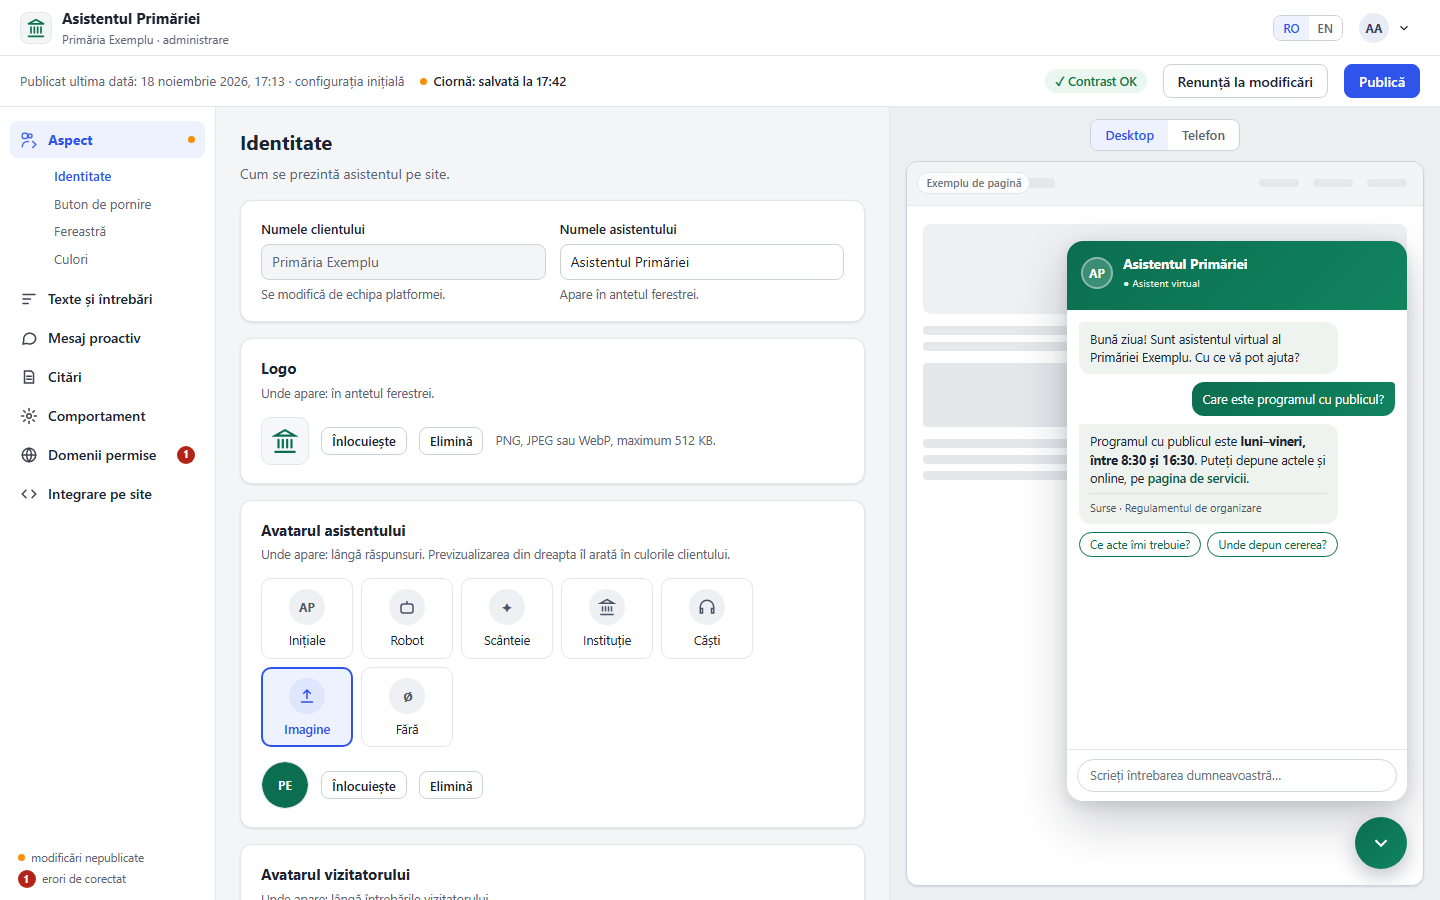 Asistentul Primăriei
Primăria Exemplu · administrare
RO EN AA
Publicat ultima dată: 18 noiembrie 2026, 17:13 · configurația inițială
Ciornă: salvată la 17:42
✓ Contrast OK
Renunță la modificări
Publică
Aspect
Identitate
Buton de pornire
Fereastră
Culori
Texte și întrebări
Mesaj proactiv
Citări
Comportament
Domenii permise 1
Integrare pe site
modificări nepublicate
1 erori de corectat
Identitate
Cum se prezintă asistentul pe site.
Numele clientului
Primăria Exemplu
Se modifică de echipa platformei.
Numele asistentului
Asistentul Primăriei
Apare în antetul ferestrei.
Logo
Unde apare: în antetul ferestrei.
Înlocuiește
Elimină
PNG, JPEG sau WebP, maximum 512 KB.
Avatarul asistentului
Unde apare: lângă răspunsuri. Previzualizarea din dreapta îl arată în culorile clientului.
AP
Inițiale
Robot
Scânteie
Instituție
Căști
Imagine
Fără
PE
Înlocuiește
Elimină
Avatarul vizitatorului
Unde apare: lângă întrebările vizitatorului.
Desktop
Telefon
Exemplu de pagină
AP
Asistentul Primăriei
● Asistent virtual
Bună ziua! Sunt asistentul virtual al
Primăriei Exemplu. Cu ce vă pot ajuta?
Care este programul cu publicul?
Programul cu publicul este luni–vineri,
între 8:30 și 16:30. Puteți depune actele și
online, pe pagina de servicii.
Surse · Regulamentul de organizare
Ce acte îmi trebuie?
Unde depun cererea?
Scrieți întrebarea dumneavoastră...